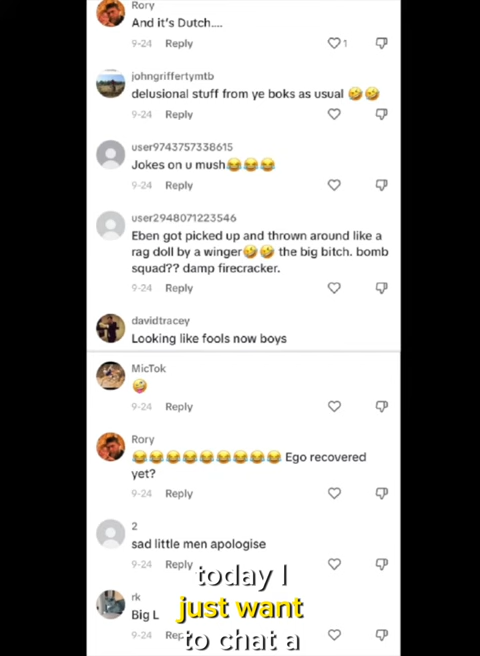 Rory
And it's Dutch....
9-24 Reply 1
johngriffertymtb
delusional stuff from ye boks as usual 🤣🤣
9-24 Reply
user9743757338615
Jokes on u mush😂😂😂
9-24 Reply
user2948071223546
Eben got picked up and thrown around like a
rag doll by a winger🤣🤣 the big bitch. bomb
squad?? damp firecracker.
9-24 Reply
davidtracey
Looking like fools now boys
MicTok
🤪
9-24 Reply
Rory
😂😂😂😂😂😂😂😂😂 Ego recovered
yet?
9-24 Reply
2
sad little men apologise
9-24 Reply
today I
rk
just want
Big L
to chat a
9-24 Rep